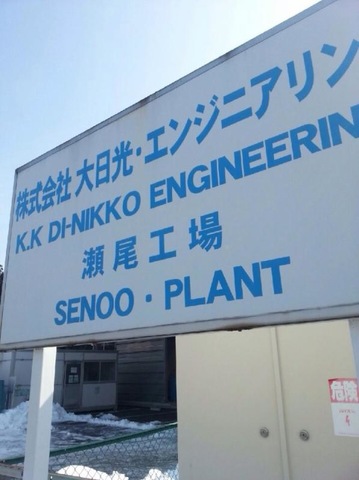 株式会社 大日光・エンジニアリン
K.K DI-NIKKO ENGINEERIN
瀬尾工場
SENOO・PLANT
危険